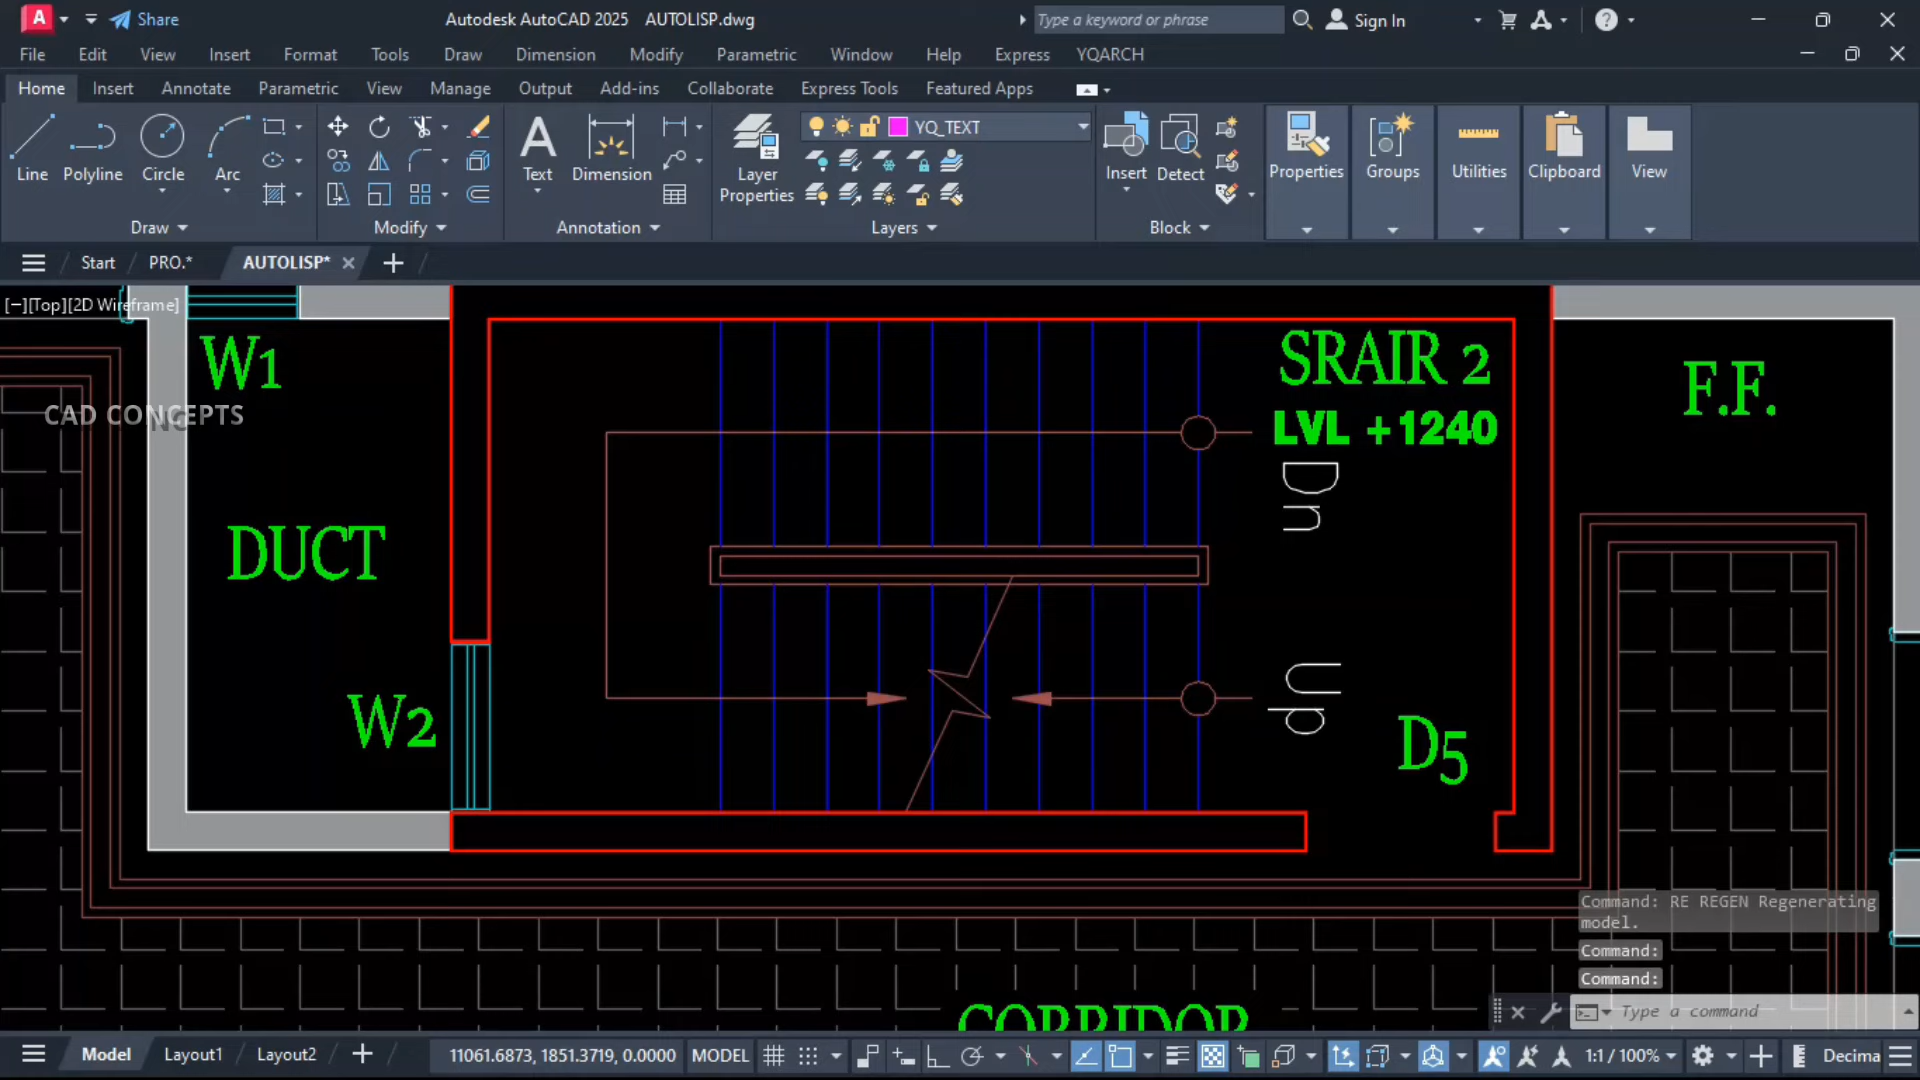 Share
Autodesk AutoCAD 2025 AUTOLISP.dwg
Type a keyword or phrase
Sign In
File Edit View Insert Format Tools Draw Dimension Modify Parametric Window Help Express YQARCH
Home Insert Annotate Parametric View Manage Output Add-ins Collaborate Express Tools Featured Apps
YQ_TEXT
Line Polyline Circle Arc Text Dimension Layer Properties Insert Detect Properties Groups Utilities Clipboard View
Draw Modify Annotation Layers Block
Start PRO.* AUTOLISP*
[−][Top][2D Wireframe]
W1
SRAIR 2
F.F.
CAD CONCEPTS
LVL +1240
Dn
DUCT
Up
W2
D5
Command: RE REGEN Regenerating
model.
Command:
Command:
CORRIDOR
Type a command
Model Layout1 Layout2 11061.6873, 1851.3719, 0.0000 MODEL 1:1 / 100% Decima